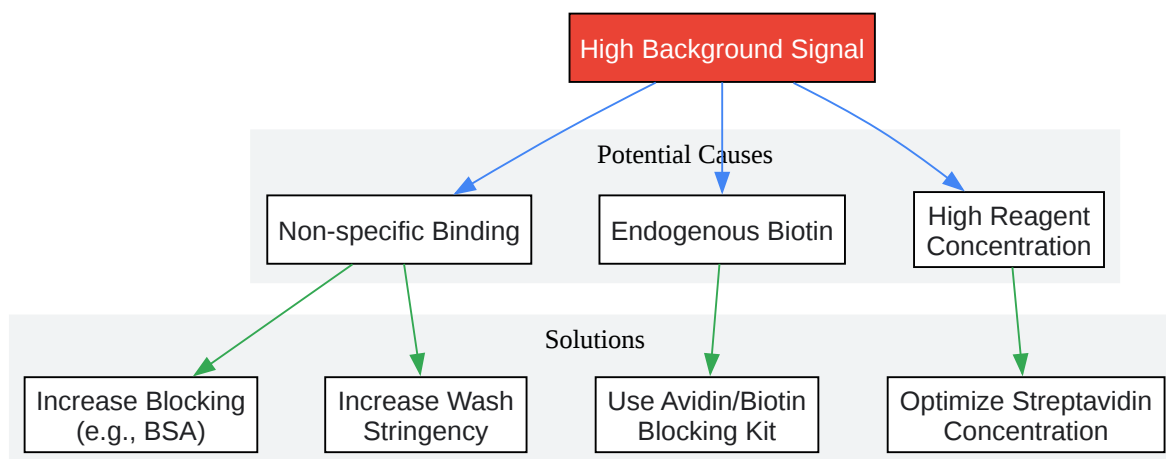 High Background Signal
Potential Causes
Non-specific Binding
Endogenous Biotin
High Reagent
Concentration
Solutions
Increase Blocking
(e.g., BSA)
Increase Wash
Stringency
Use Avidin/Biotin
Blocking Kit
Optimize Streptavidin
Concentration